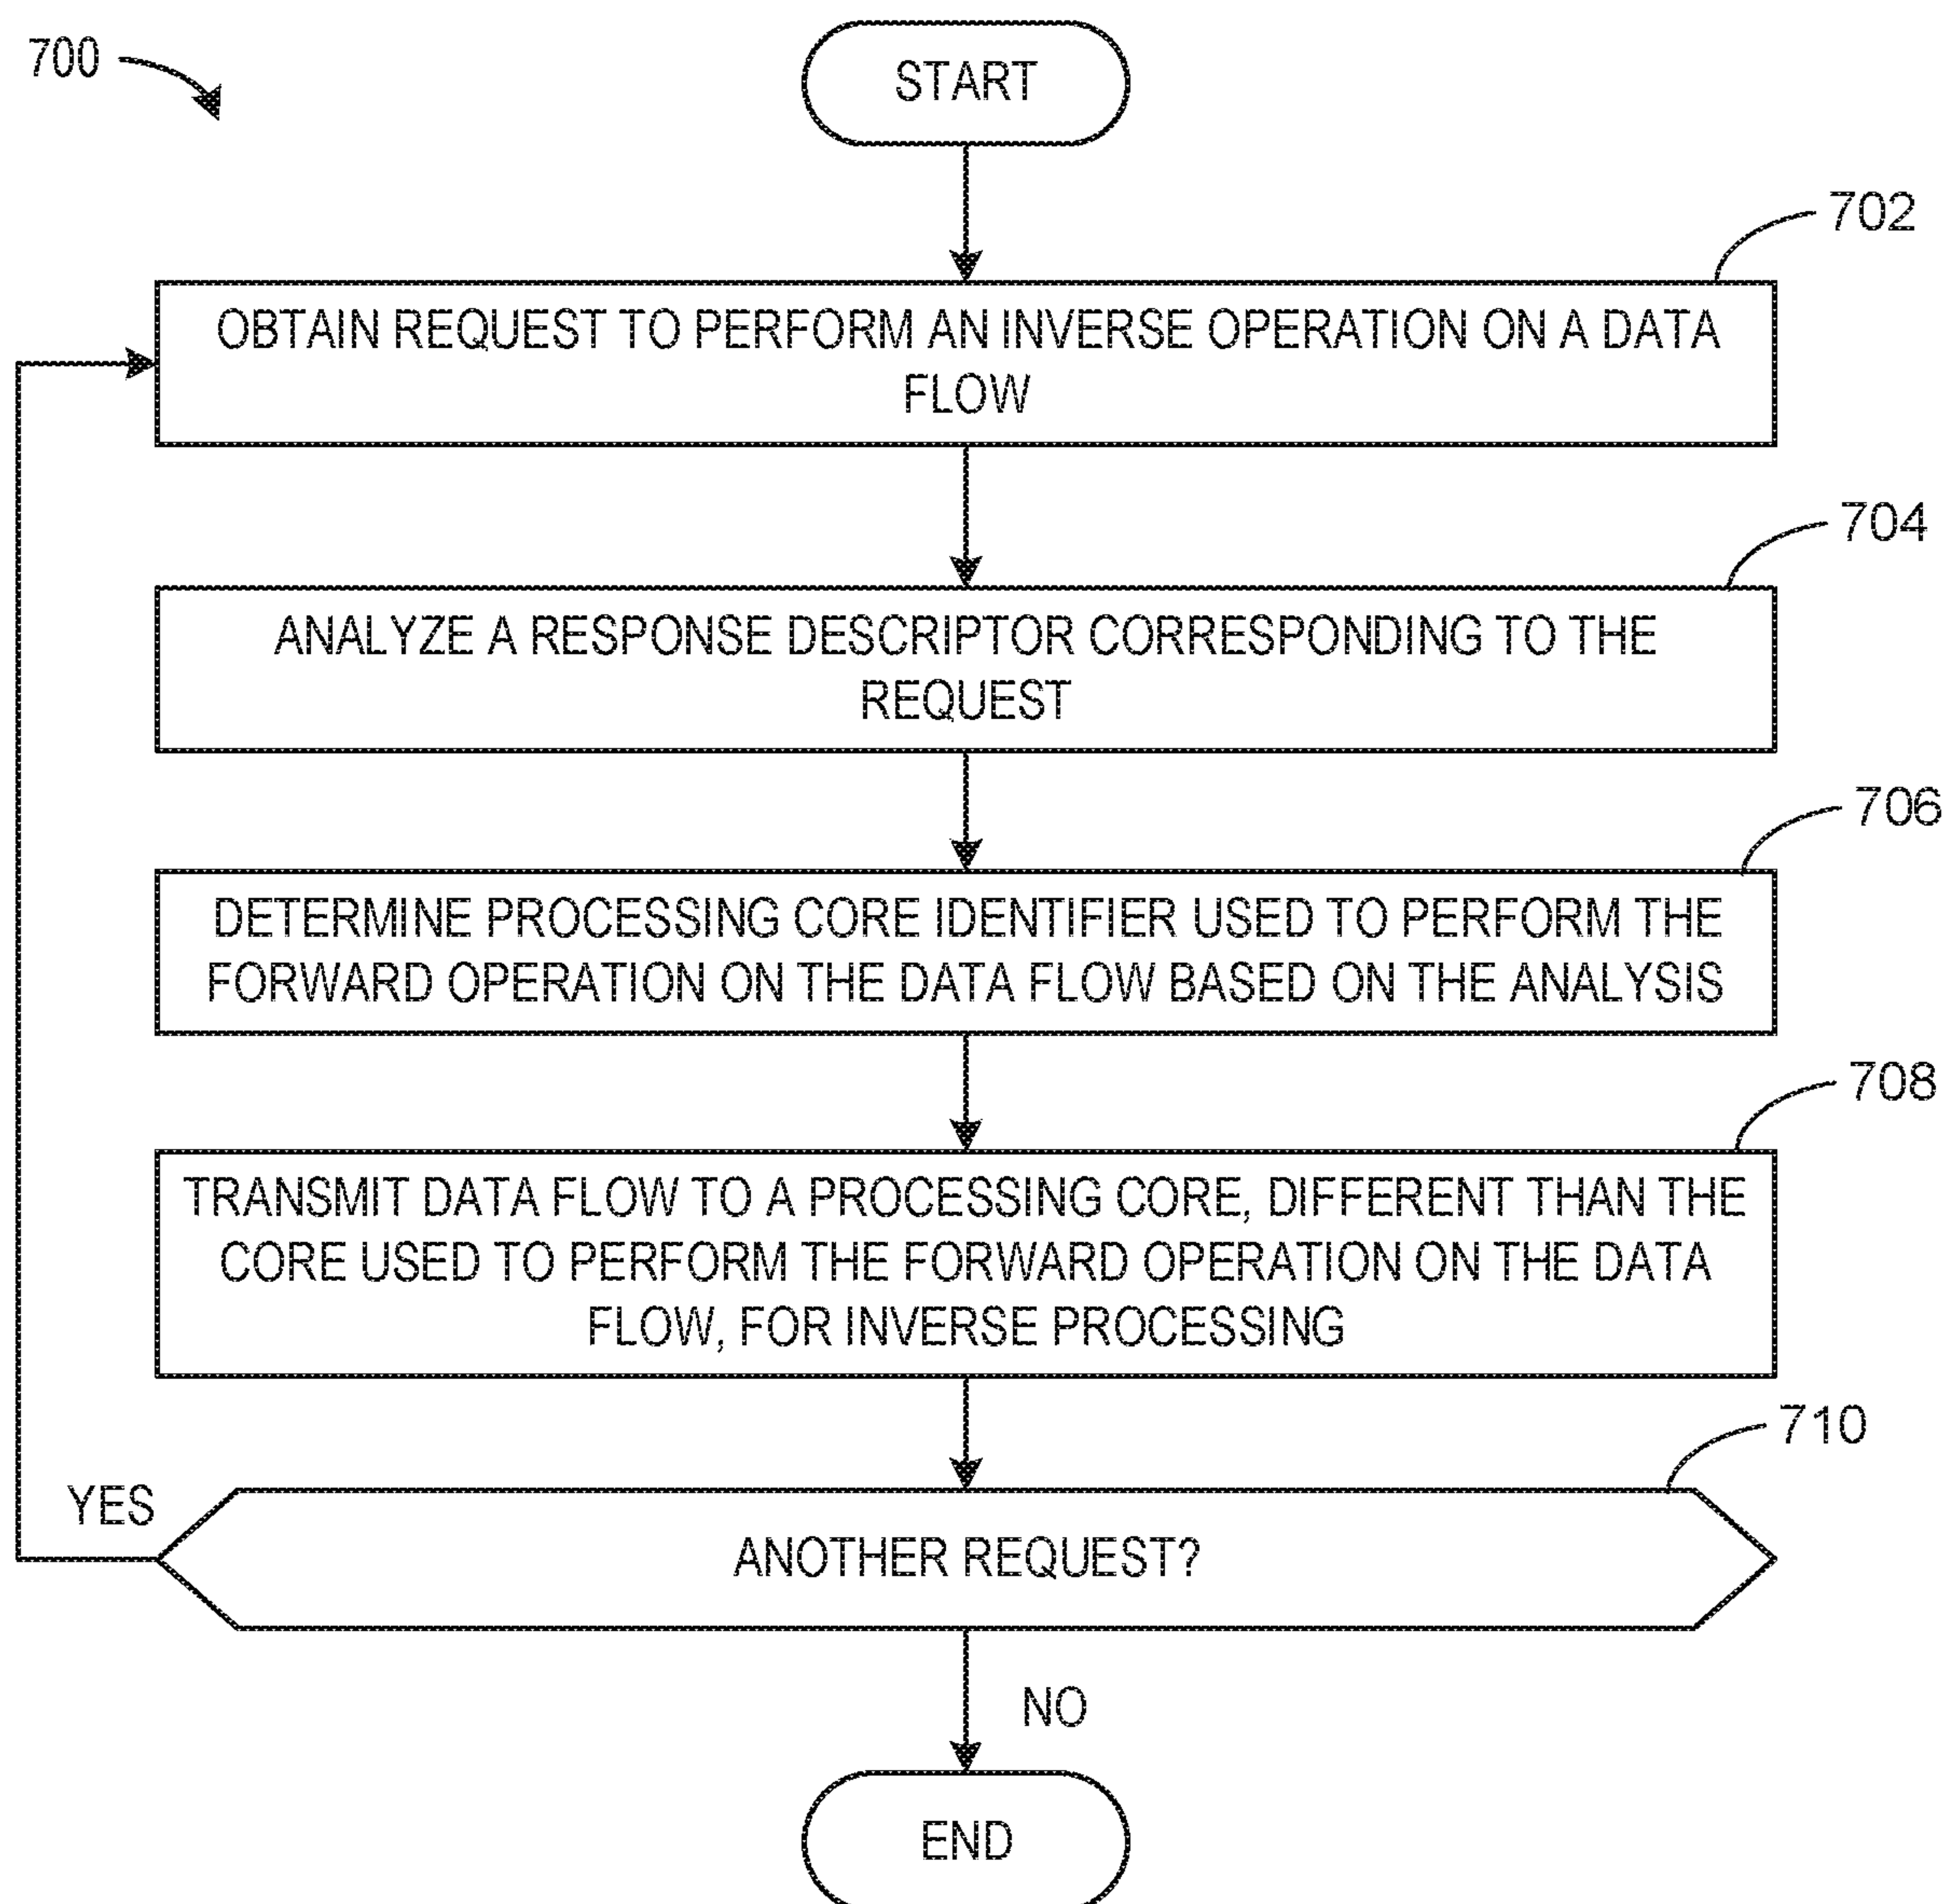 700
START
702
OBTAIN REQUEST TO PERFORM AN INVERSE OPERATION ON A DATA
FLOW
704
ANALYZE A RESPONSE DESCRIPTOR CORRESPONDING TO THE
REQUEST
706
DETERMINE PROCESSING CORE IDENTIFIER USED TO PERFORM THE
FORWARD OPERATION ON THE DATA FLOW BASED ON THE ANALYSIS
708
TRANSMIT DATA FLOW TO A PROCESSING CORE, DIFFERENT THAN THE
CORE USED TO PERFORM THE FORWARD OPERATION ON THE DATA
FLOW, FOR INVERSE PROCESSING
710
YES
ANOTHER REQUEST?
NO
END